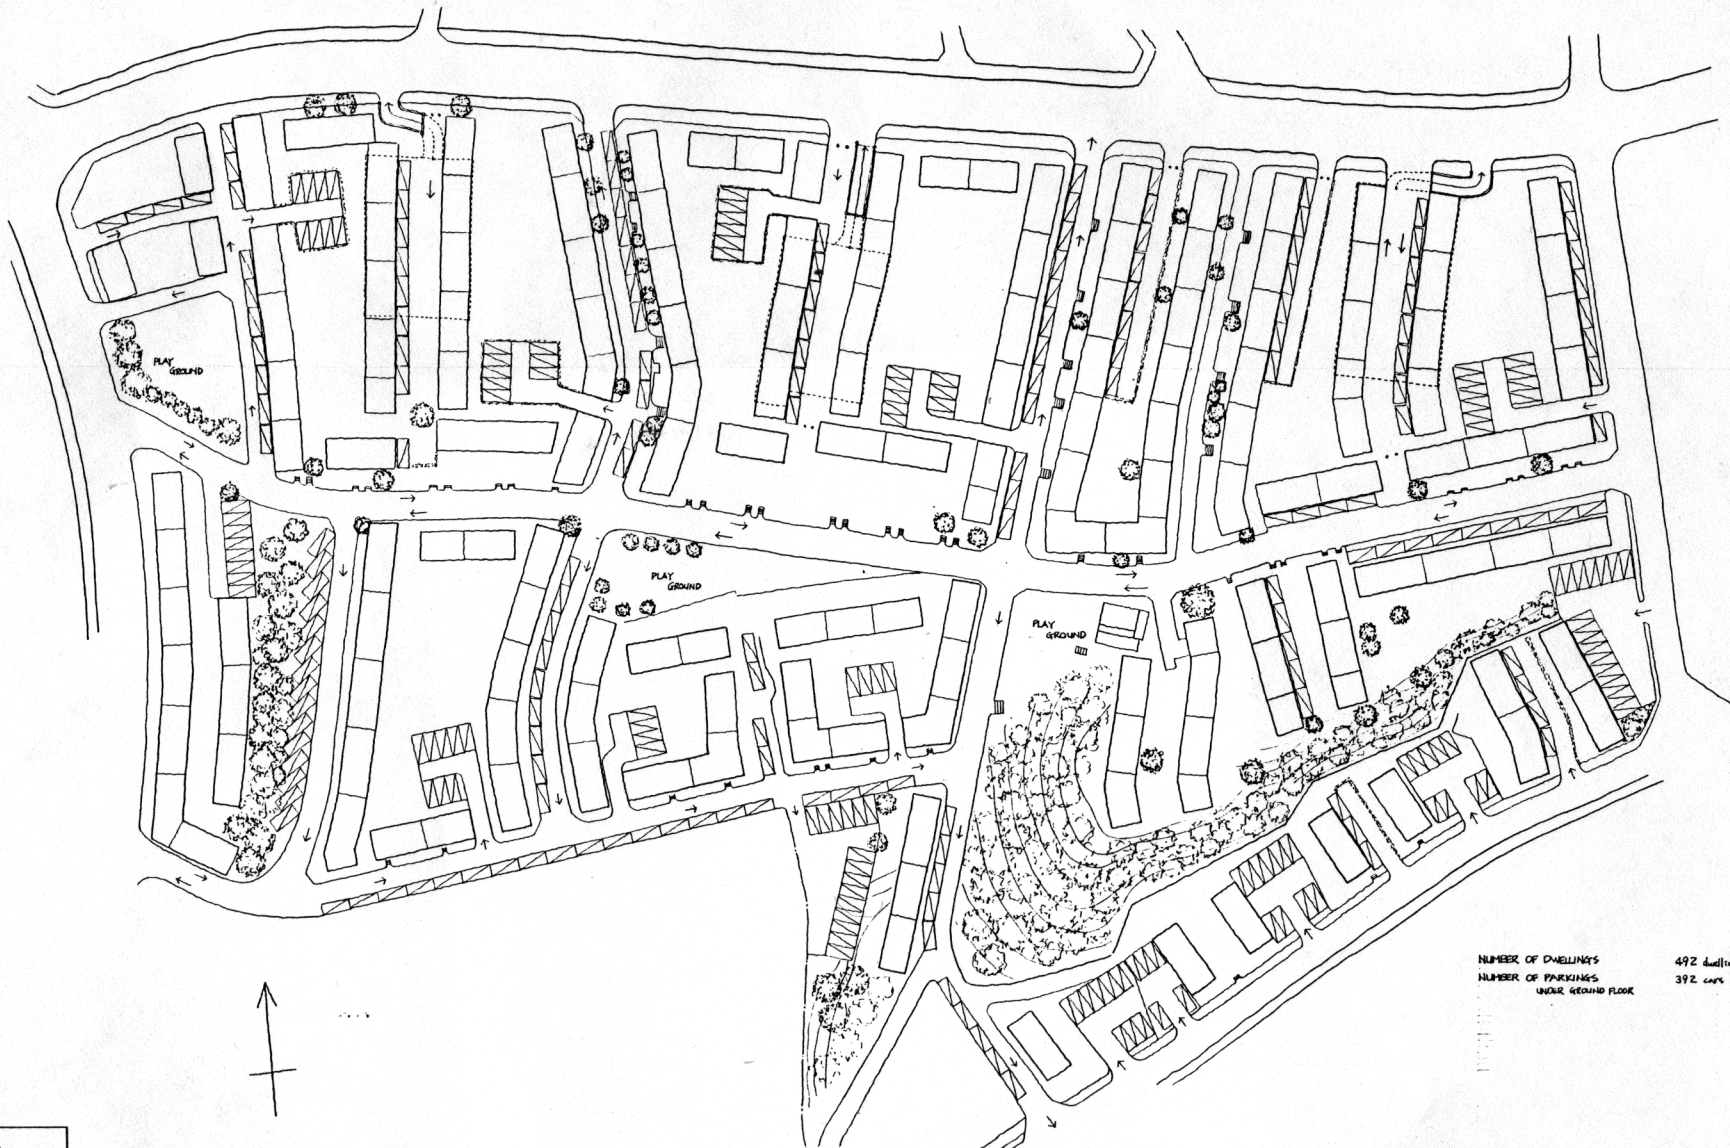 PLAY
GROUND
PLAY
GROUND
PLAY
GROUND
NUMBER OF DWELLINGS 492
NUMBER OF PARKINGS 392 cars
UNDER GROUND FLOOR